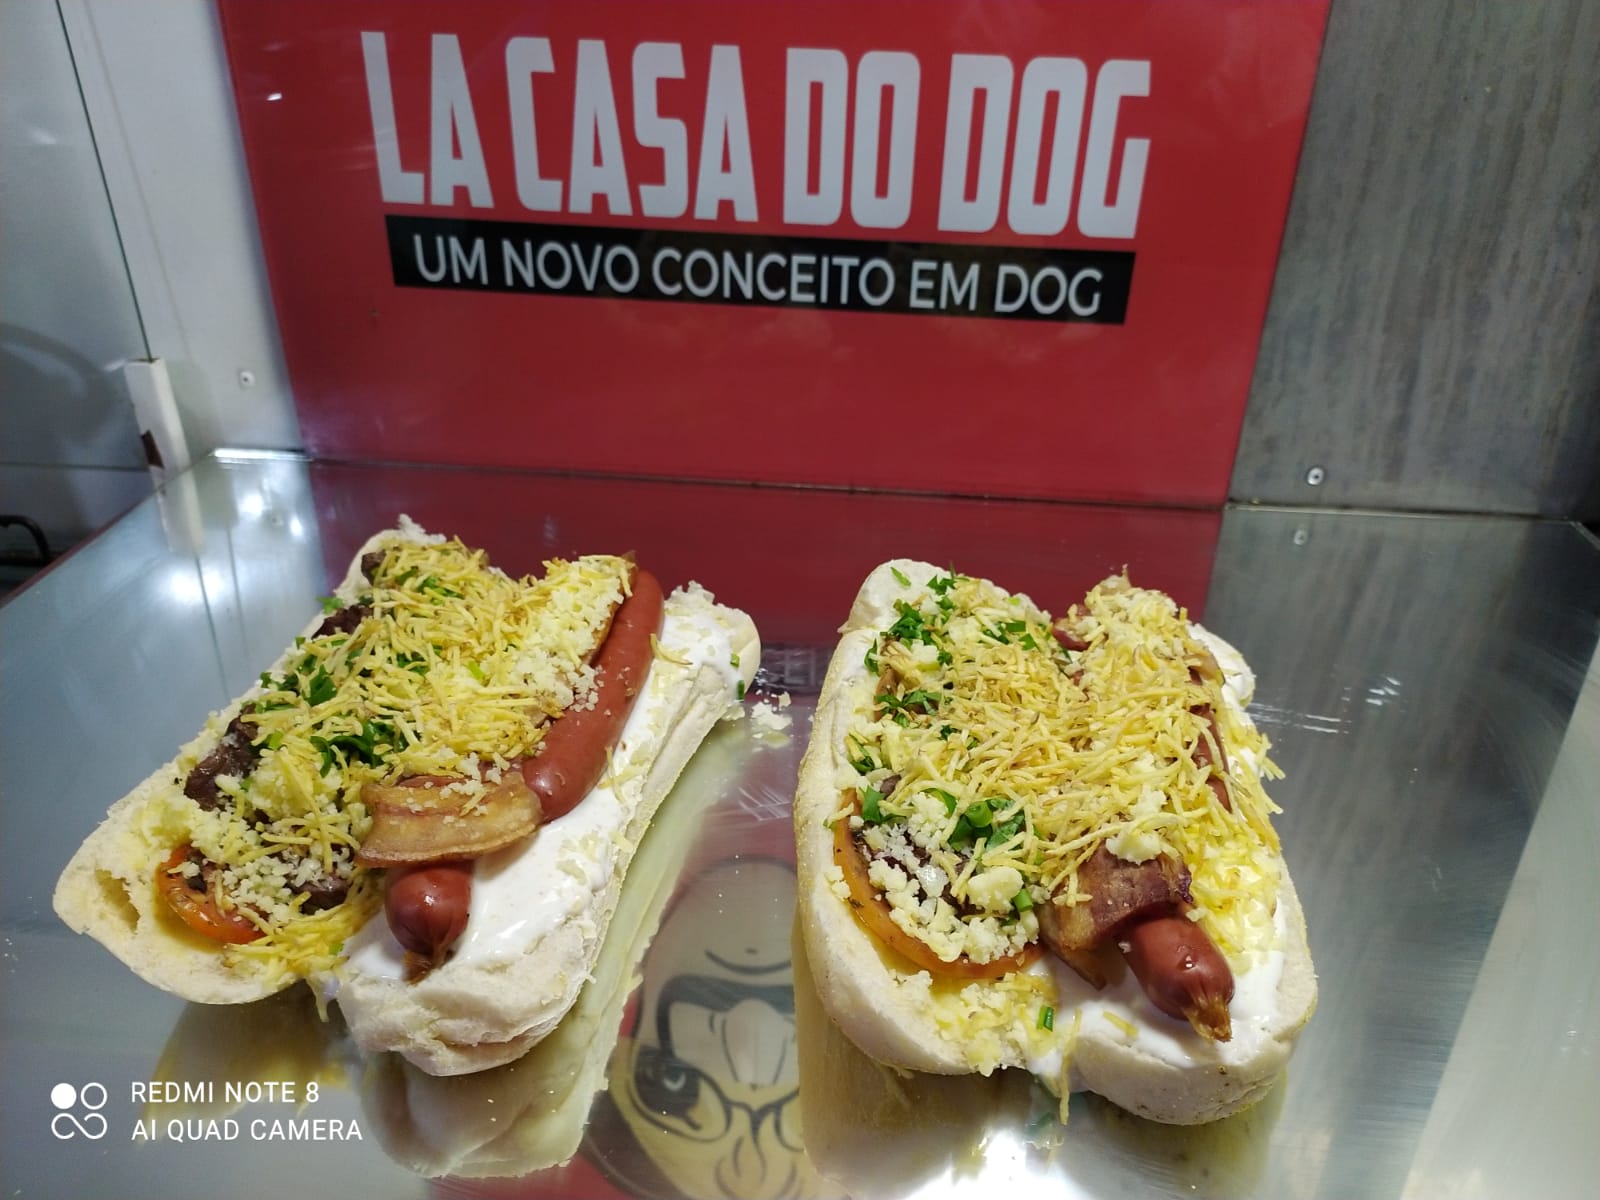 LA CASA DO DOG
UM NOVO CONCEITO EM DOG
REDMI NOTE 8
AI QUAD CAMERA